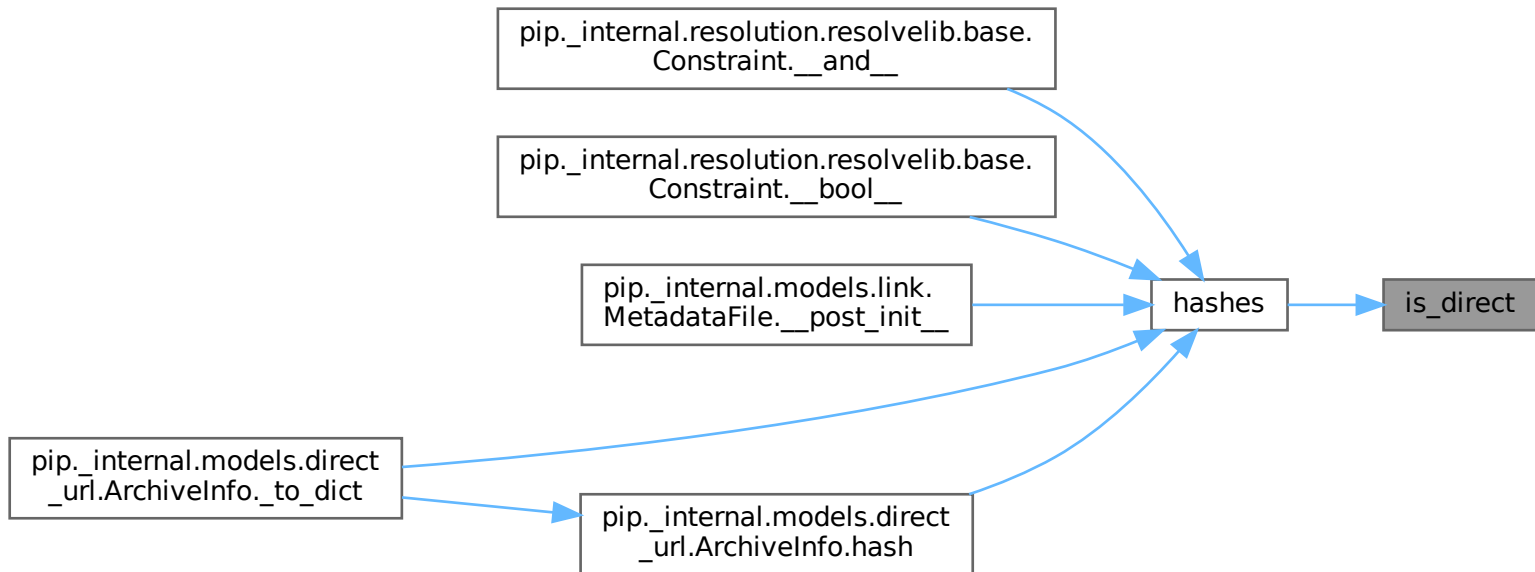 pip._internal.resolution.resolvelib.base.
Constraint.__and__
pip._internal.resolution.resolvelib.base.
Constraint.__bool__
pip._internal.models.link.
MetadataFile.__post_init__
hashes
is_direct
pip._internal.models.direct
_url.ArchiveInfo._to_dict
pip._internal.models.direct
_url.ArchiveInfo.hash